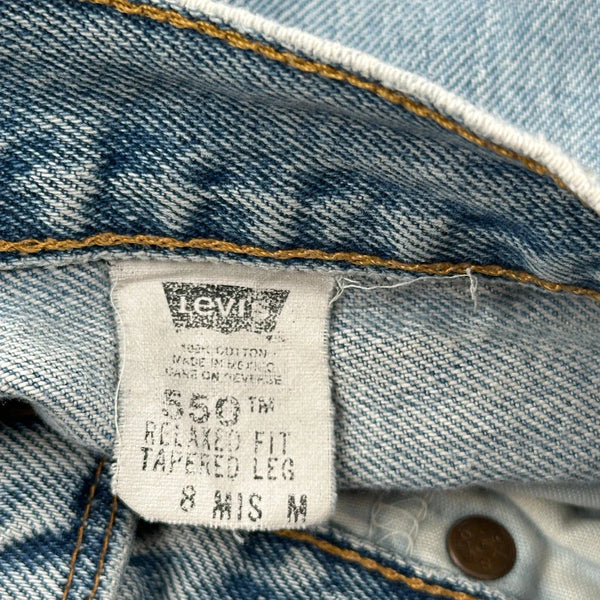 Levi's
100% COTTON
MADE IN MEXICO
CARE ON REVERSE
550™
RELAXED FIT
TAPERED LEG
8 MIS M